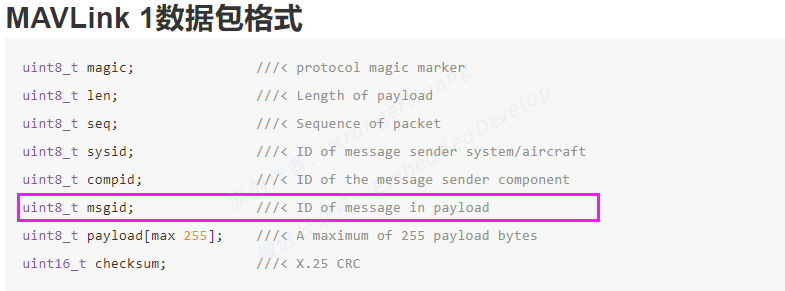 MAVLink 1数据包格式
uint8_t magic; ///< protocol magic marker
uint8_t len; ///< Length of payload
uint8_t seq; ///< Sequence of packet
uint8_t sysid; ///< ID of message sender system/aircraft
uint8_t compid; ///< ID of the message sender component
uint8_t msgid; ///< ID of message in payload
uint8_t payload[max 255]; ///< A maximum of 255 payload bytes
uint16_t checksum; ///< X.25 CRC